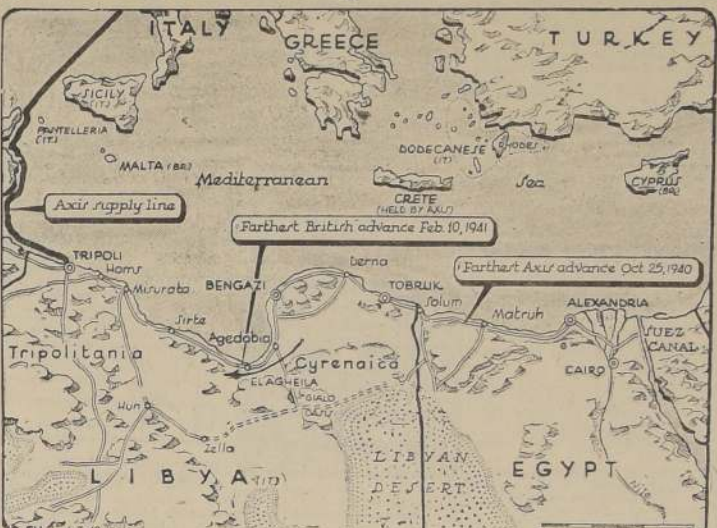 ITALY
GREECE
TURKEY
SICILY
(IT.)
PANTELLERIA
(IT.)
MALTA (BR.)
DODECANESE
(IT.)
RHODES
Mediterranean
Sea
CRETE
(HELD BY AXIS)
CYPRUS
(BR.)
Axis supply line
Farthest British advance Feb. 10, 1941
Farthest Axis advance Oct 25, 1940
TRIPOLI
Homs
Misurata
Sirte
BENGAZI
Derna
TOBRUK
Solum
Matruh
ALEXANDRIA
SUEZ
CANAL
Agedabia
EL AGHEILA
Cyrenaica
Tripolitania
CAIRO
GIALO
OASIS
Hun
Zella
LIBYA (IT.)
LIBYAN
DESERT
EGYPT
Nile